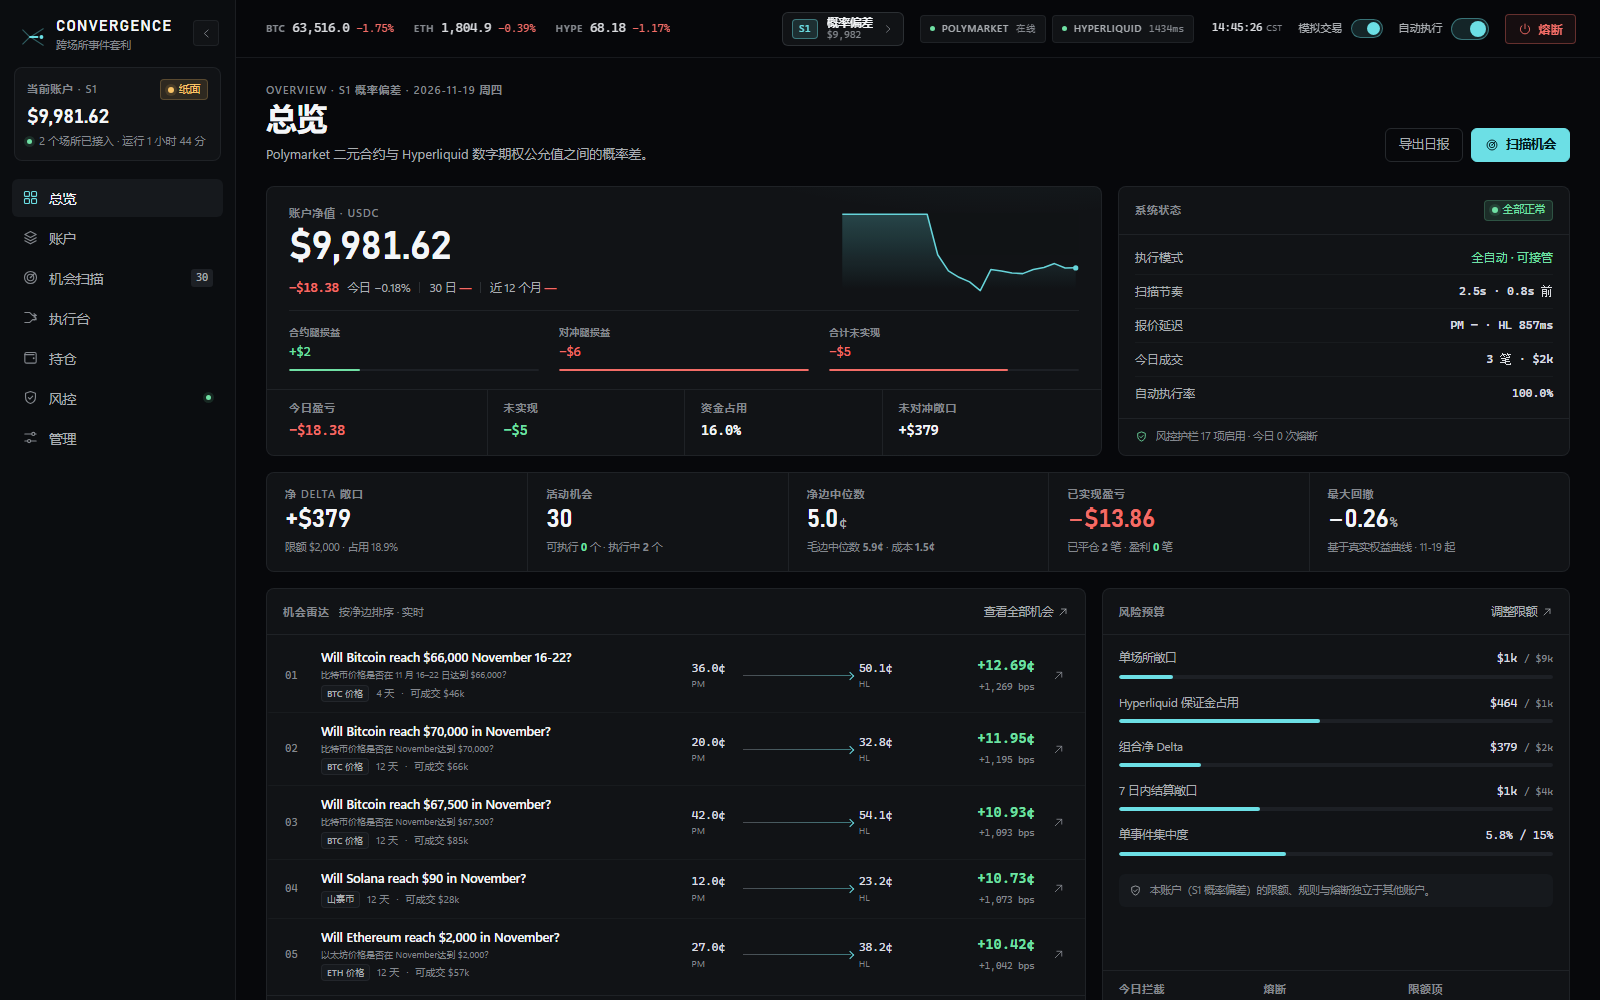 CONVERGENCE
跨场所事件套利
BTC 63,516.0 −1.75% ETH 1,804.9 −0.39% HYPE 68.18 −1.17%
S1 概率偏差 $9,982
POLYMARKET 在线
HYPERLIQUID 1434ms
14:45:26 CST
模拟交易
自动执行
熔断
当前账户 · S1
纸面
$9,981.62
2 个场所已接入 · 运行 1 小时 44 分
总览
账户
机会扫描 30
执行台
持仓
风控
管理
OVERVIEW · S1 概率偏差 · 2026-11-19 周四
总览
Polymarket 二元合约与 Hyperliquid 数字期权公允值之间的概率差。
导出日报
扫描机会
账户净值 · USDC
$9,981.62
−$18.38 今日 −0.18% 30 日 — 近 12 个月 —
合约腿损益
+$2
对冲腿损益
−$6
合计未实现
−$5
今日盈亏
−$18.38
未实现
−$5
资金占用
16.0%
未对冲敞口
+$379
系统状态
全部正常
执行模式 全自动 · 可接管
扫描节奏 2.5s · 0.8s 前
报价延迟 PM — · HL 857ms
今日成交 3 笔 · $2k
自动执行率 100.0%
风控护栏 17 项启用 · 今日 0 次熔断
净 DELTA 敞口
+$379
限额 $2,000 · 占用 18.9%
活动机会
30
可执行 0 个 · 执行中 2 个
净边中位数
5.0¢
毛边中位数 5.9¢ · 成本 1.5¢
已实现盈亏
−$13.86
已平仓 2 笔 · 盈利 0 笔
最大回撤
−0.26%
基于真实权益曲线 · 11-19 起
机会雷达 按净边排序 · 实时
查看全部机会
01
Will Bitcoin reach $66,000 November 16-22?
比特币价格是否在 11 月 16–22 日达到 $66,000?
BTC 价格 4 天 · 可成交 $46k
36.0¢ PM
50.1¢ HL
+12.69¢
+1,269 bps
02
Will Bitcoin reach $70,000 in November?
比特币价格是否在 November达到 $70,000?
BTC 价格 12 天 · 可成交 $66k
20.0¢ PM
32.8¢ HL
+11.95¢
+1,195 bps
03
Will Bitcoin reach $67,500 in November?
比特币价格是否在 November达到 $67,500?
BTC 价格 12 天 · 可成交 $85k
42.0¢ PM
54.1¢ HL
+10.93¢
+1,093 bps
04
Will Solana reach $90 in November?
山寨币 12 天 · 可成交 $28k
12.0¢ PM
23.2¢ HL
+10.73¢
+1,073 bps
05
Will Ethereum reach $2,000 in November?
以太坊价格是否在 November达到 $2,000?
ETH 价格 12 天 · 可成交 $57k
27.0¢ PM
38.2¢ HL
+10.42¢
+1,042 bps
风险预算
调整限额
单场所敞口 $1k / $9k
Hyperliquid 保证金占用 $464 / $1k
组合净 Delta $379 / $2k
7 日内结算敞口 $1k / $4k
单事件集中度 5.8% / 15%
本账户（S1 概率偏差）的限额、规则与熔断独立于其他账户。
今日拦截
熔断
限额顶